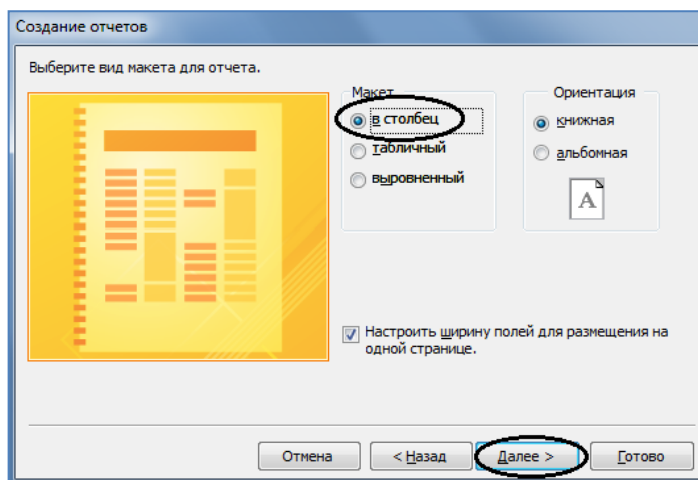 Создание отчетов
Выберите вид макета для отчета.
Макет
в столбец
табличный
выровненный
Ориентация
книжная
альбомная
A
Настроить ширину полей для размещения на
одной странице.
Отмена
< Назад
Далее >
Готово